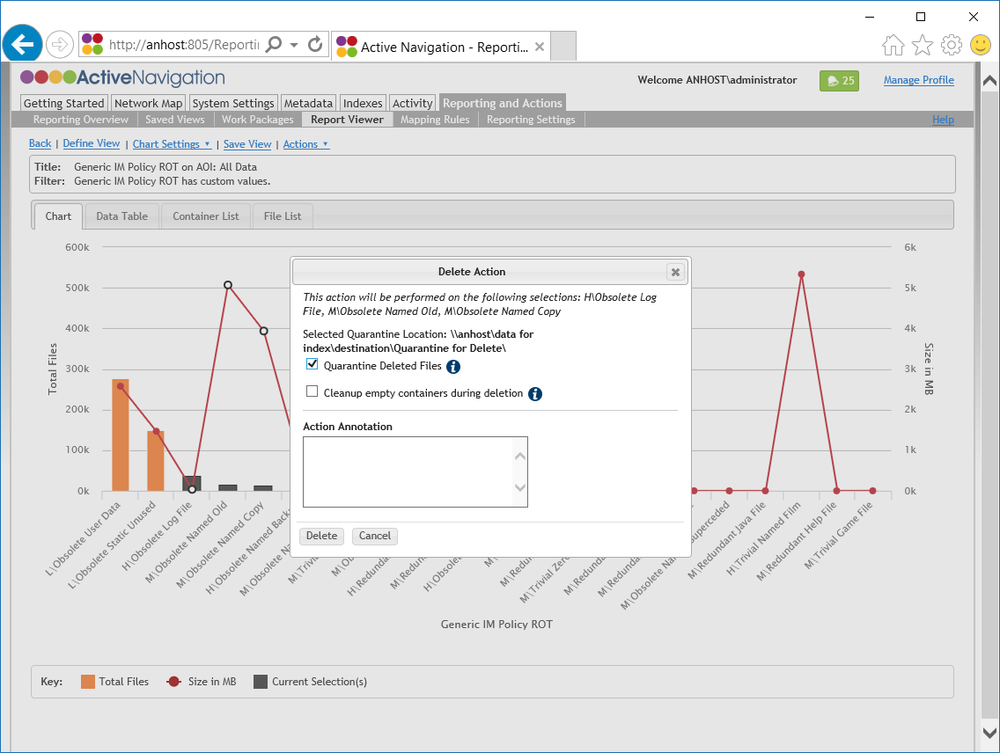 http://anhost:805/Reportin
Active Navigation - Reporting...
ActiveNavigation
Welcome ANHOST\administrator
25
Manage Profile
Getting Started
Network Map
System Settings
Metadata
Indexes
Activity
Reporting and Actions
Reporting Overview
Saved Views
Work Packages
Report Viewer
Mapping Rules
Reporting Settings
Help
Back | Define View | Chart Settings | Save View | Actions
Title: Generic IM Policy ROT on AOI: All Data
Filter: Generic IM Policy ROT has custom values.
Chart
Data Table
Container List
File List
600k
500k
400k
300k
200k
100k
0k
Total Files
6k
5k
4k
3k
2k
1k
0k
Size in MB
Delete Action
This action will be performed on the following selections: H\Obsolete Log
File, M\Obsolete Named Old, M\Obsolete Named Copy
Selected Quarantine Location: \\anhost\data for
index\destination\Quarantine for Delete\
Quarantine Deleted Files
Cleanup empty containers during deletion
Action Annotation
Delete
Cancel
L\Obsolete User Data
L\Obsolete Static Unused
H\Obsolete Log File
M\Obsolete Named Old
M\Obsolete Named Copy
H\Obsolete Named Back
M\Obsolete Na
M\Trivi
M\Ob
H\Redunda
M\Redun
H\Obsolet
M\
M\Redun
M\Trivial Zero
M\Redunda
M\Redunda
M\Obsolete Name Superceded
M\Redundant Java File
H\Trivial Named Film
M\Redundant Help File
M\Trivial Game File
Generic IM Policy ROT
Key: Total Files Size in MB Current Selection(s)